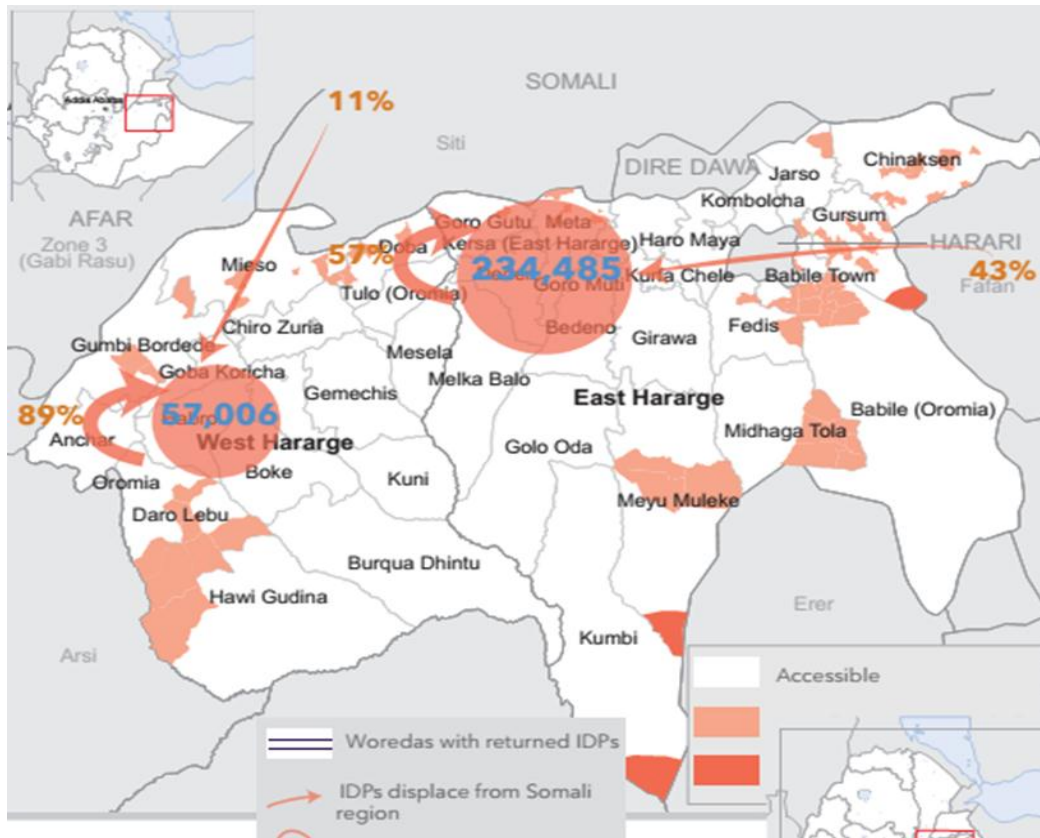 Addis Ababa
SOMALI
11%
Siti
DIRE DAWA
Chinaksen
Jarso
Kombolcha
AFAR
Zone 3
(Gabi Rasu)
Goro Gutu
Meta
Gursum
Doba
57%
Kersa (East Hararge)
Haro Maya
HARARI
Mieso
234,485
Kurfa Chele
Babile Town
43%
Fafan
Tulo (Oromia)
Goro Muti
Chiro Zuria
Bedeno
Girawa
Fedis
Gumbi Bordede
Mesela
Goba Koricha
Gemechis
Melka Balo
East Hararge
89%
57,006
Babile (Oromia)
Anchar
West Hararge
Golo Oda
Midhaga Tola
Oromia
Boke
Kuni
Meyu Muleke
Daro Lebu
Burqua Dhintu
Hawi Gudina
Erer
Arsi
Kumbi
Accessible
Woredas with returned IDPs
IDPs displace from Somali
region